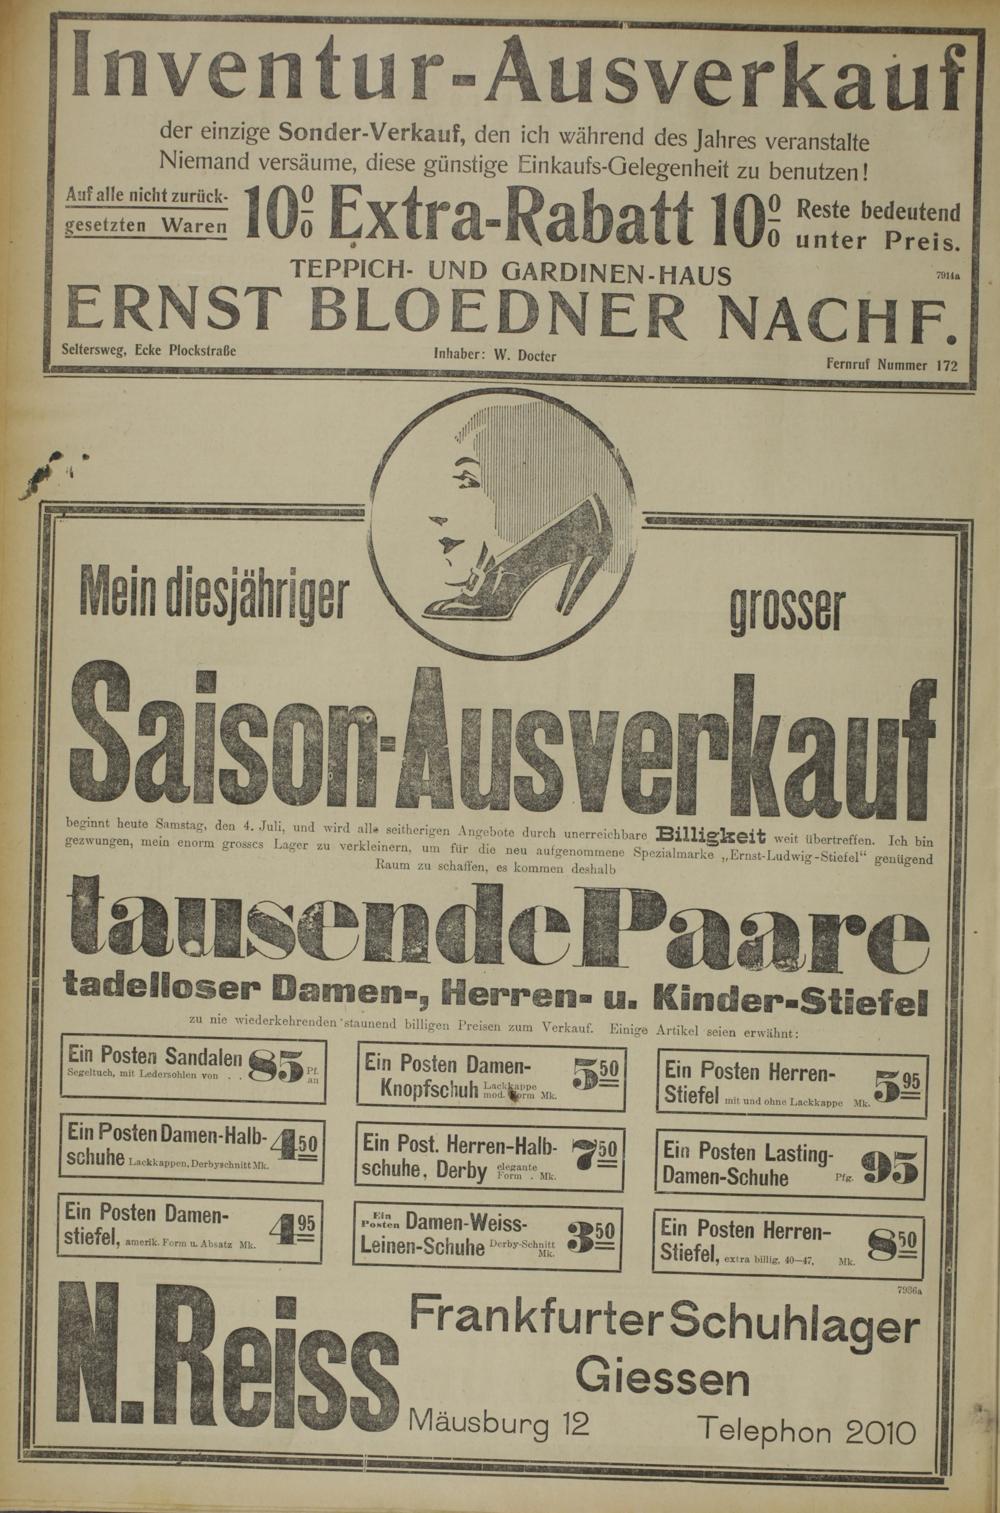 Inventur-Ausverkauf
der einzige Sonder-Verkauf, den ich während des Jahres veranstalte
Niemand versäume, diese günstige Einkaufs-Gelegenheit zu benutzen!
Auf alle nicht zurück-
gesetzten Waren
10% Extra-Rabatt 10%
Reste bedeutend
unter Preis.
TEPPICH- UND GARDINEN-HAUS
7914a
ERNST BLOEDNER NACHF.
Seltersweg, Ecke Plockstraße
Inhaber: W. Docter
Fernruf Nummer 172
Mein diesjähriger
grosser
Saison-Ausverkauf
beginnt heute Samstag, den 4. Juli, und wird alle seitherigen Angebote durch unerreichbare Billigkeit weit übertreffen. Ich bin
gezwungen, mein enorm grosses Lager zu verkleinern, um für die neu aufgenommene Spezialmarke „Ernst-Ludwig-Stiefel“ genügend
Raum zu schaffen, es kommen deshalb
tausende Paare
tadelloser Damen-, Herren- u. Kinder-Stiefel
zu nie wiederkehrenden staunend billigen Preisen zum Verkauf. Einige Artikel seien erwähnt:
Ein Posten Sandalen
Segeltuch, mit Ledersohlen von . . 85 Pf. an
Ein Posten Damen-
Knopfschuh Lackkappe mod. Form Mk. 5.50
Ein Posten Herren-
Stiefel mit und ohne Lackkappe Mk. 5.95
Ein Posten Damen-Halb-
schuhe Lackkappen, Derbyschnitt Mk. 4.50
Ein Post. Herren-Halb-
schuhe, Derby elegante Form . Mk. 7.50
Ein Posten Lasting-
Damen-Schuhe Pfg. 95
Ein Posten Damen-
stiefel, amerik. Form u. Absatz Mk. 4.95
Ein Posten Damen-Weiss-
Leinen-Schuhe Derby-Schnitt Mk. 3.50
Ein Posten Herren-
Stiefel, extra billig, 40—47, Mk. 8.50
7936a
N. Reiss
Frankfurter Schuhlager
Giessen
Mäusburg 12
Telephon 2010